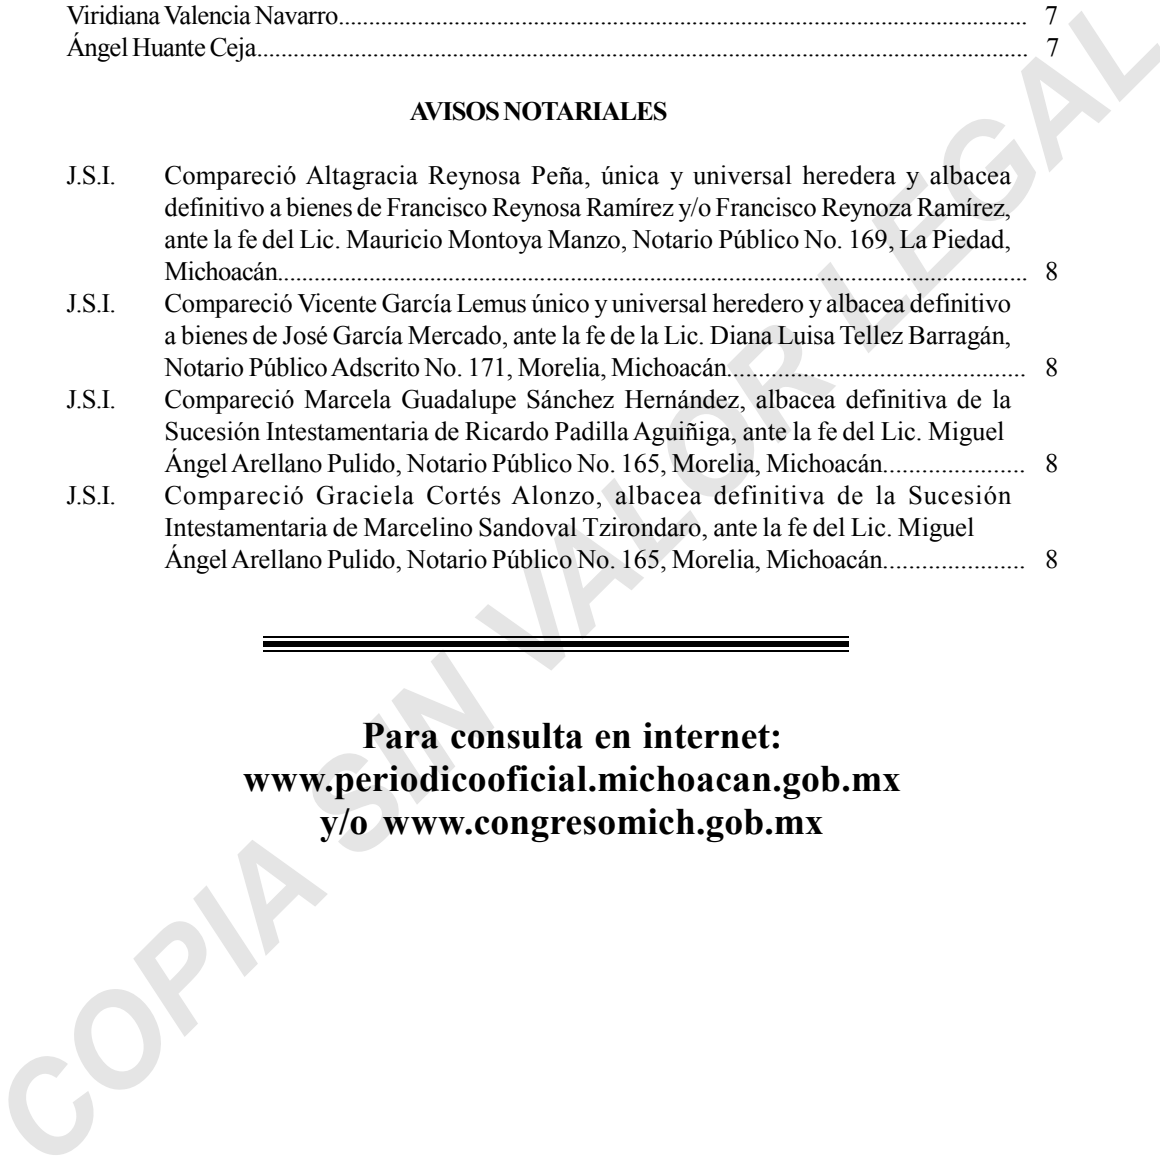 Viridiana Valencia Navarro.......................................................................................................... 7
Ángel Huante Ceja....................................................................................................................... 7
AVISOS NOTARIALES
J.S.I. Compareció Altagracia Reynosa Peña, única y universal heredera y albacea
definitivo a bienes de Francisco Reynosa Ramírez y/o Francisco Reynoza Ramírez,
ante la fe del Lic. Mauricio Montoya Manzo, Notario Público No. 169, La Piedad,
Michoacán.................................................................................................................... 8
J.S.I. Compareció Vicente García Lemus único y universal heredero y albacea definitivo
a bienes de José García Mercado, ante la fe de la Lic. Diana Luisa Tellez Barragán,
Notario Público Adscrito No. 171, Morelia, Michoacán.............................................. 8
J.S.I. Compareció Marcela Guadalupe Sánchez Hernández, albacea definitiva de la
Sucesión Intestamentaria de Ricardo Padilla Aguiñiga, ante la fe del Lic. Miguel
Ángel Arellano Pulido, Notario Público No. 165, Morelia, Michoacán...................... 8
J.S.I. Compareció Graciela Cortés Alonzo, albacea definitiva de la Sucesión
Intestamentaria de Marcelino Sandoval Tzirondaro, ante la fe del Lic. Miguel
Ángel Arellano Pulido, Notario Público No. 165, Morelia, Michoacán...................... 8
Para consulta en internet:
www.periodicooficial.michoacan.gob.mx
y/o www.congresomich.gob.mx
COPIA SIN VALOR LEGAL